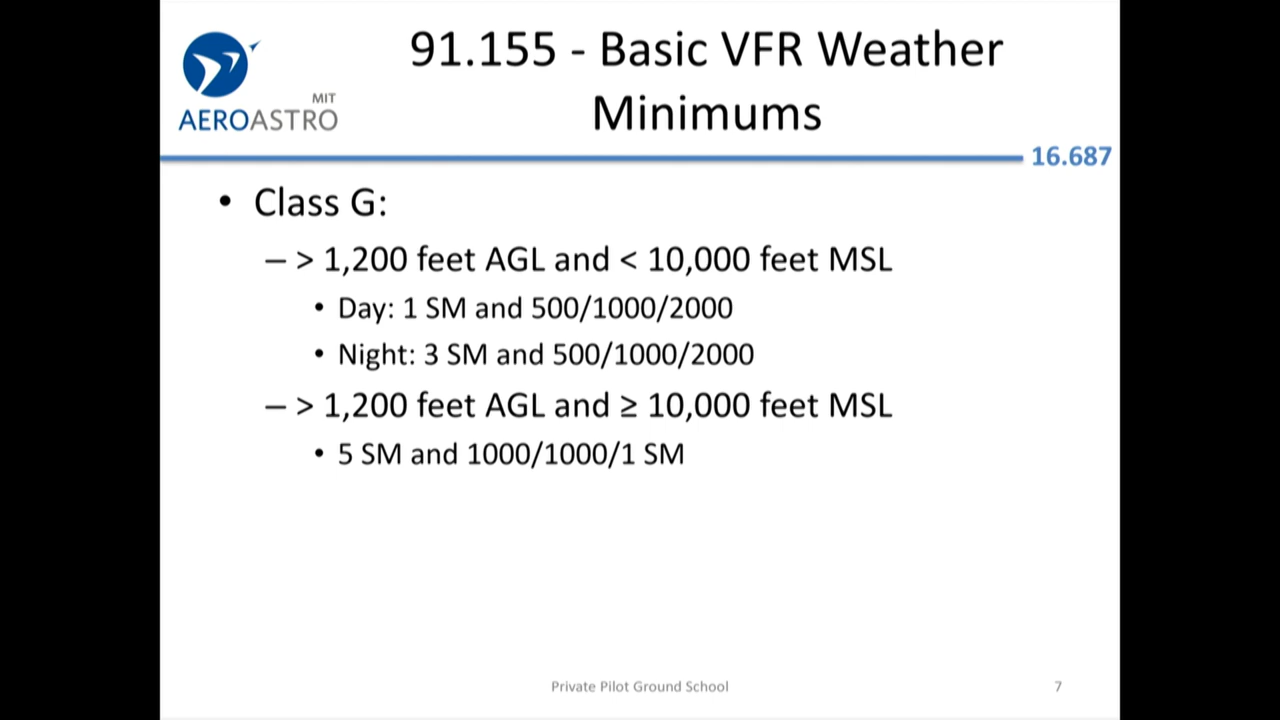 91.155 - Basic VFR Weather
Minimums
MIT
AEROASTRO
16.687
• Class G:
– > 1,200 feet AGL and < 10,000 feet MSL
• Day: 1 SM and 500/1000/2000
• Night: 3 SM and 500/1000/2000
– > 1,200 feet AGL and ≥ 10,000 feet MSL
• 5 SM and 1000/1000/1 SM
Private Pilot Ground School
7